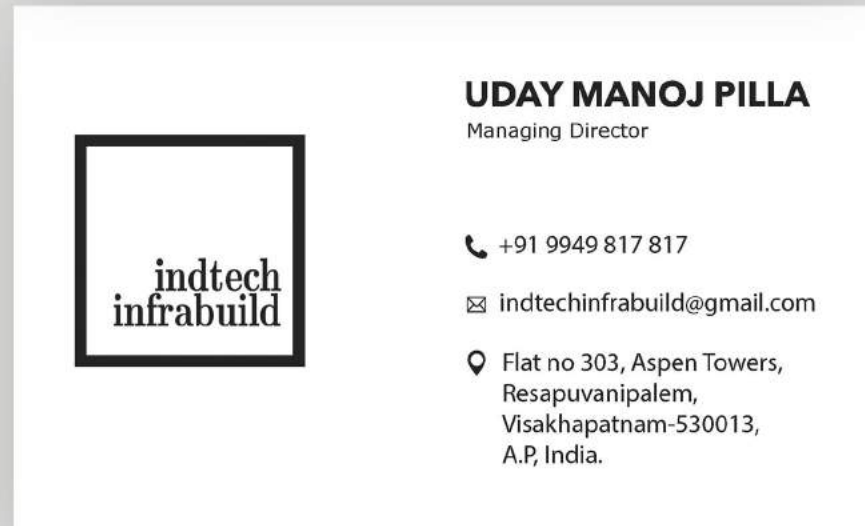 indtech
infrabuild
UDAY MANOJ PILLA
Managing Director
+91 9949 817 817
indtechinfrabuild@gmail.com
Flat no 303, Aspen Towers,
Resapuvanipalem,
Visakhapatnam-530013,
A.P, India.